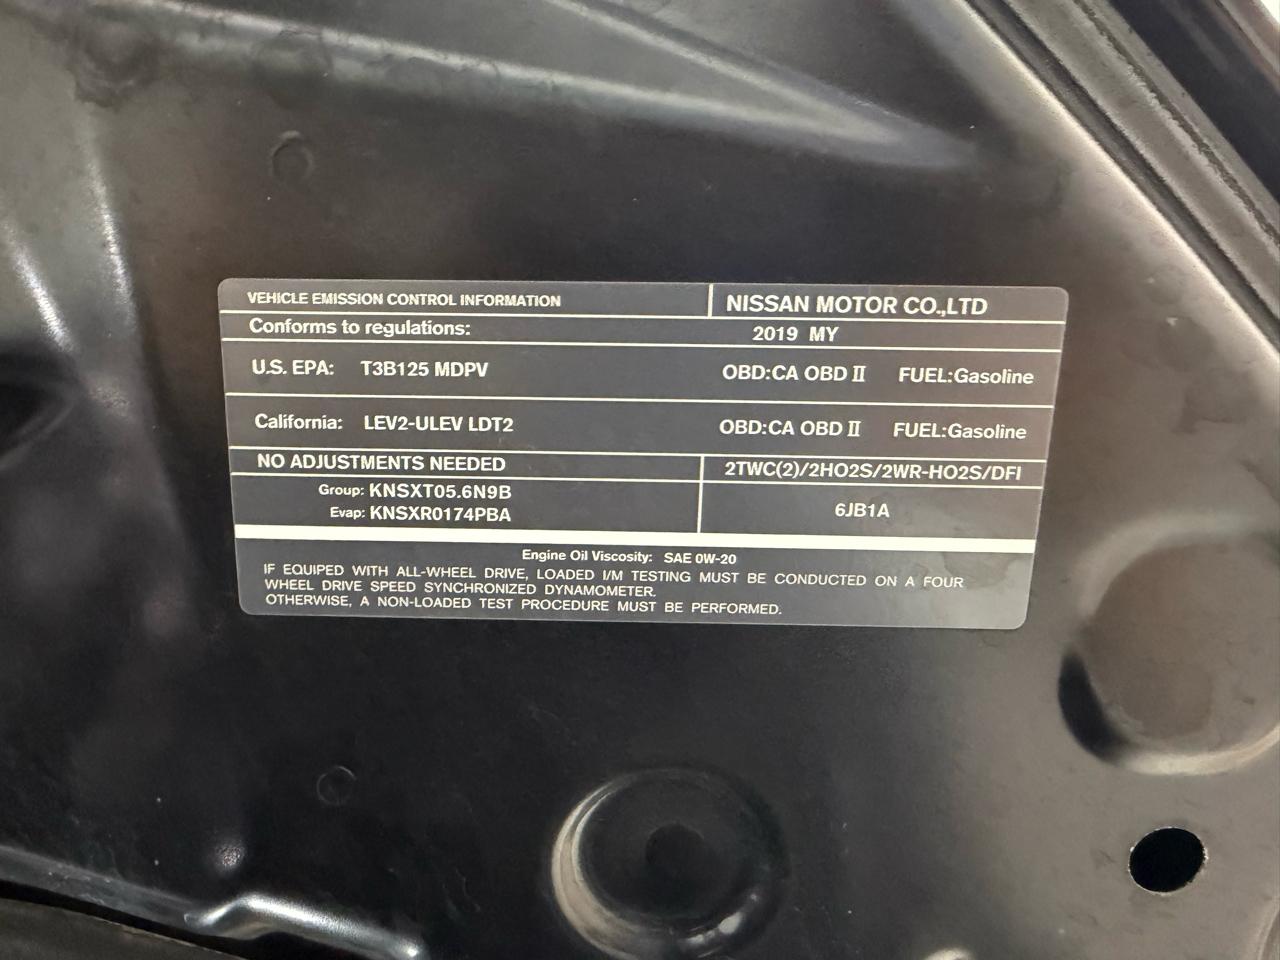 VEHICLE EMISSION CONTROL INFORMATION NISSAN MOTOR CO.,LTD
Conforms to regulations: 2019 MY
U.S. EPA: T3B125 MDPV OBD:CA OBD II FUEL:Gasoline
California: LEV2-ULEV LDT2 OBD:CA OBD II FUEL:Gasoline
NO ADJUSTMENTS NEEDED 2TWC(2)/2HO2S/2WR-HO2S/DFI
Group: KNSXT05.6N9B
Evap: KNSXR0174PBA
6JB1A
Engine Oil Viscosity: SAE 0W-20
IF EQUIPED WITH ALL-WHEEL DRIVE, LOADED I/M TESTING MUST BE CONDUCTED ON A FOUR
WHEEL DRIVE SPEED SYNCHRONIZED DYNAMOMETER.
OTHERWISE, A NON-LOADED TEST PROCEDURE MUST BE PERFORMED.